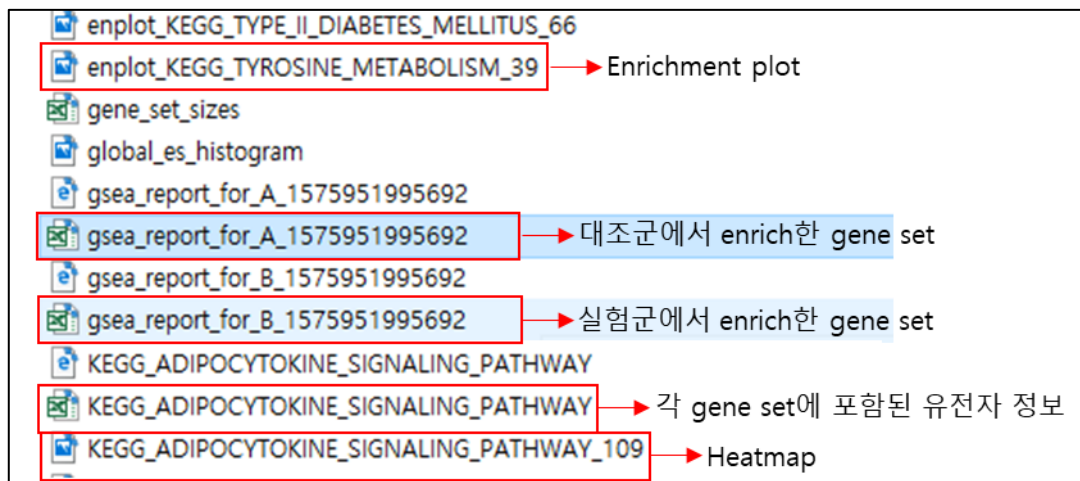 enplot_KEGG_TYPE_II_DIABETES_MELLITUS_66
enplot_KEGG_TYROSINE_METABOLISM_39 Enrichment plot
gene_set_sizes
global_es_histogram
gsea_report_for_A_1575951995692
gsea_report_for_A_1575951995692 대조군에서 enrich한 gene set
gsea_report_for_B_1575951995692
gsea_report_for_B_1575951995692 실험군에서 enrich한 gene set
KEGG_ADIPOCYTOKINE_SIGNALING_PATHWAY
KEGG_ADIPOCYTOKINE_SIGNALING_PATHWAY 각 gene set에 포함된 유전자 정보
KEGG_ADIPOCYTOKINE_SIGNALING_PATHWAY_109 Heatmap